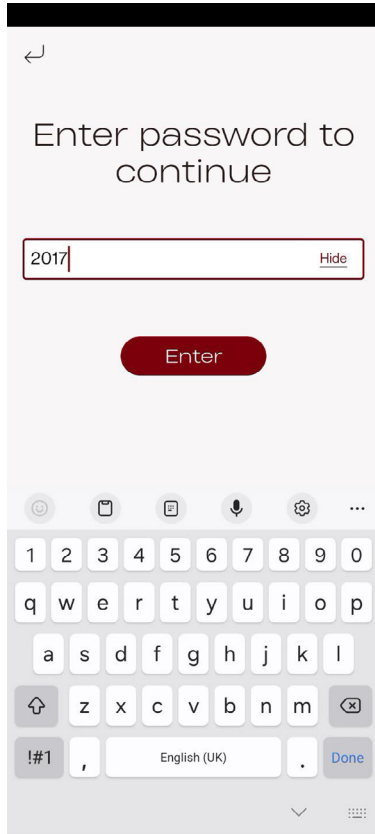 Enter password to
continue
2017 Hide
Enter
1 2 3 4 5 6 7 8 9 0
q w e r t y u i o p
a s d f g h j k l
z x c v b n m
!#1 , English (UK) . Done